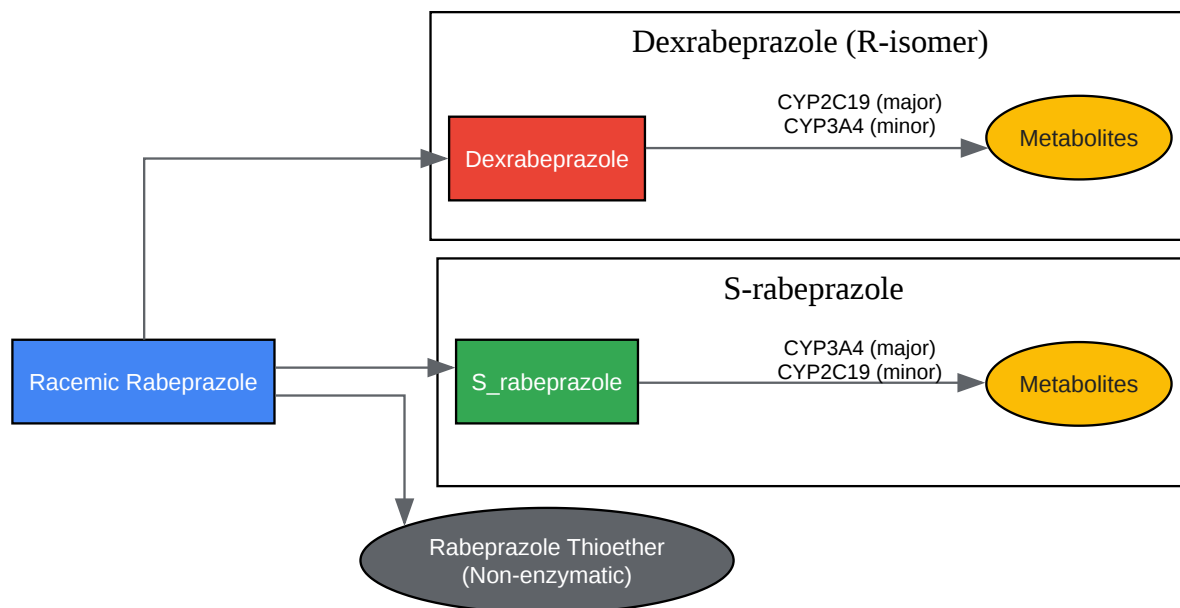 Dexrabeprazole (R-isomer)
CYP2C19 (major)
CYP3A4 (minor)
Dexrabeprazole
Metabolites
S-rabeprazole
CYP3A4 (major)
CYP2C19 (minor)
Racemic Rabeprazole
S_rabeprazole
Metabolites
Rabeprazole Thioether
(Non-enzymatic)